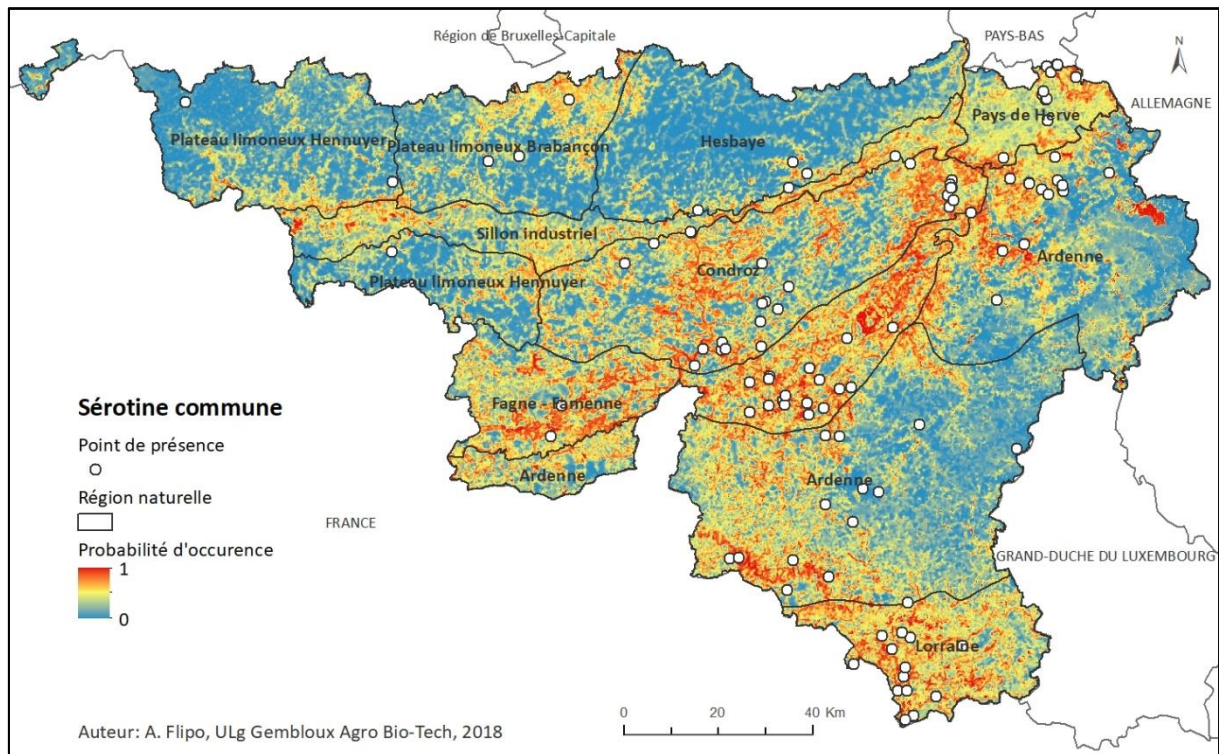 Région de Bruxelles-Capitale
PAYS-BAS
N
ALLEMAGNE
Pays de Herve
Plateau limoneux Hennuyer
Plateau limoneux Brabançon
Hesbaye
Sillon industriel
Plateau limoneux Hennuyer
Condroz
Ardenne
Fagne - Famenne
Ardenne
Ardenne
Lorraine
FRANCE
GRAND-DUCHE DU LUXEMBOURG
Sérotine commune
Point de présence
Région naturelle
Probabilité d'occurence
1
0
0 20 40 Km
Auteur: A. Flipo, ULg Gembloux Agro Bio-Tech, 2018